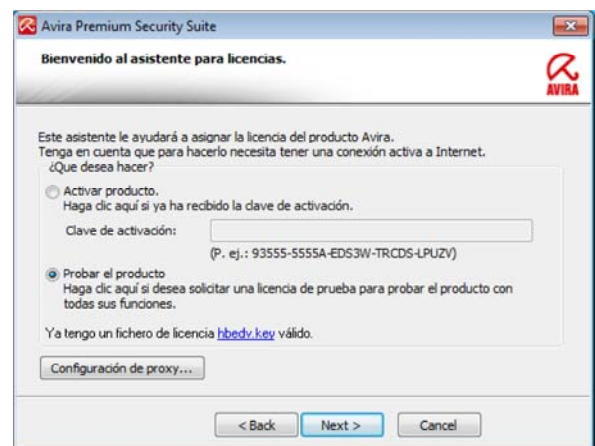 Avira Premium Security Suite
Bienvenido al asistente para licencias.
AVIRA
Este asistente le ayudará a asignar la licencia del producto Avira.
Tenga en cuenta que para hacerlo necesita tener una conexión activa a Internet.
¿Que desea hacer?
Activar producto.
Haga clic aquí si ya ha recibido la clave de activación.
Clave de activación:
(P. ej.: 93555-5555A-EDS3W-TRCDS-LPUZV)
Probar el producto
Haga clic aquí si desea solicitar una licencia de prueba para probar el producto con
todas sus funciones.
Ya tengo un fichero de licencia hbedv.key válido.
Configuración de proxy...
< Back
Next >
Cancel